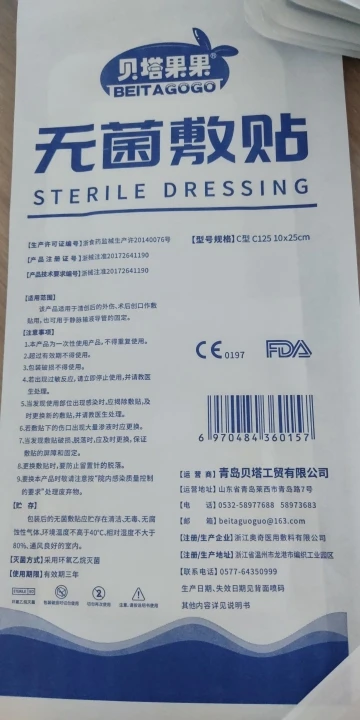 贝塔果果®
BEITAGOGO
无菌敷贴
STERILE DRESSING
【生产许可证编号】浙食药监械生产许20140076号
【产品注册证号】浙械注准20172641190
【产品技术要求编号】浙械注准20172641190
【型号规格】C型 C125 10x25cm
【适用范围】
该产品适用于清创后的外伤、术后创口作敷
贴用,也可用于静脉输液导管的固定。
【注意事项】
1.本产品为一次性使用产品,不得重复使用。
2.超过有效期不得使用。
3.包装破损不得使用。
4.若出现过敏反应,请立即停止使用,并请教医
生处理。
5.当发现使用部位出现感染时,应揭除敷贴,及
时更换新的敷贴,并请教医生处理。
6.若敷贴下的伤口出现大量渗液时应更换。
7.当发现敷贴破损、脱落时,应及时更换,保证
敷贴的屏障和固定。
8.更换敷贴时,要防止留置针的脱落。
9.更换本产品时敬请注意按"院内感染质量控制
的要求"处理废弃物。
【贮 存】
包装后的无菌敷贴应贮存在清洁、无毒、无腐
蚀性气体,环境温度不高于40℃,相对湿度不大于
80%,通风良好的室内。
【灭菌方式】采用环氧乙烷灭菌
【使用期限】有效期三年
STERILE EO
CE 0197
FDA
6 970484 360157
【运 营 商】青岛贝塔工贸有限公司
【运营地址】山东省青岛莱西市青岛路7号
【电 话】0532-58977688 58973683
【邮 箱】beitaguoguo@163.com
【注册/生产企业】浙江奥奇医用敷料有限公司
【注册/生产地址】浙江省温州市龙港市编织工业园区
【联系电话】0577-64350999
生产日期、失效日期见背面喷码
其他内容详见说明书